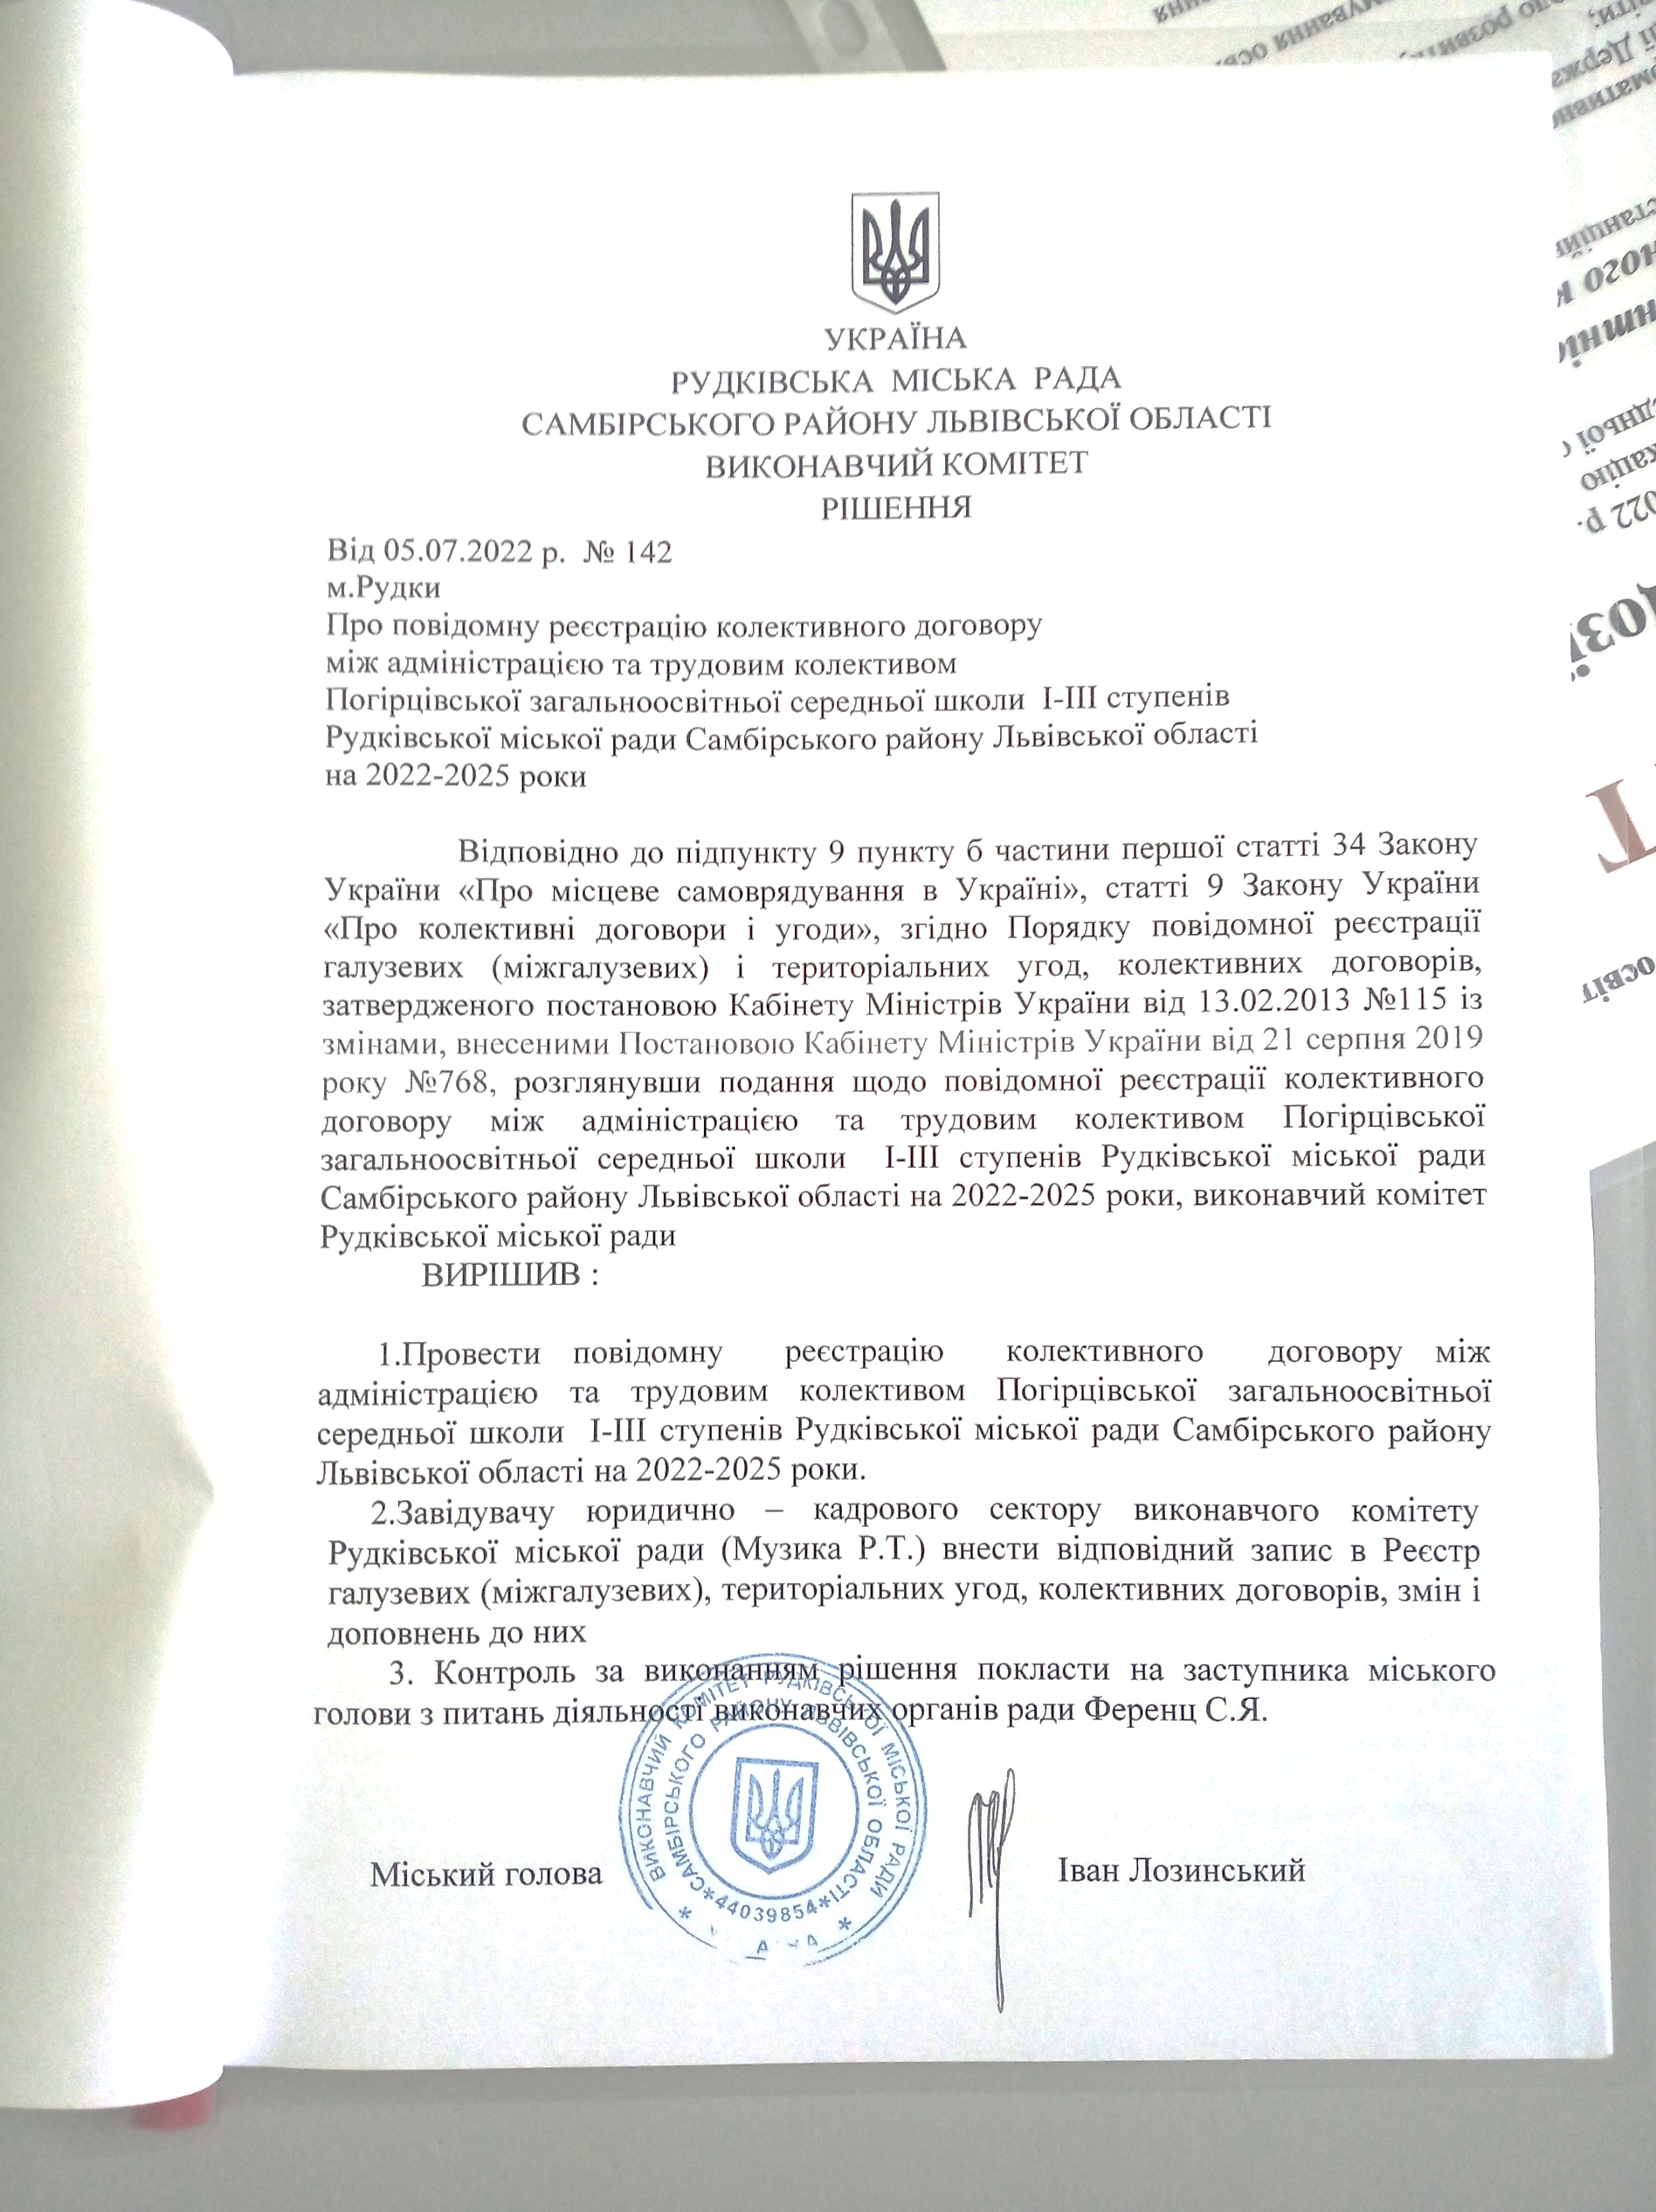 УКРАЇНА
РУДКІВСЬКА МІСЬКА РАДА
САМБІРСЬКОГО РАЙОНУ ЛЬВІВСЬКОЇ ОБЛАСТІ
ВИКОНАВЧИЙ КОМІТЕТ
РІШЕННЯ
Від 05.07.2022 р. № 142
м.Рудки
Про повідомну реєстрацію колективного договору
між адміністрацією та трудовим колективом
Погірцівської загальноосвітньої середньої школи І-ІІІ ступенів
Рудківської міської ради Самбірського району Львівської області
на 2022-2025 роки
Відповідно до підпункту 9 пункту б частини першої статті 34 Закону
України «Про місцеве самоврядування в Україні», статті 9 Закону України
«Про колективні договори і угоди», згідно Порядку повідомної реєстрації
галузевих (міжгалузевих) і територіальних угод, колективних договорів,
затвердженого постановою Кабінету Міністрів України від 13.02.2013 №115 із
змінами, внесеними Постановою Кабінету Міністрів України від 21 серпня 2019
року №768, розглянувши подання щодо повідомної реєстрації колективного
договору між адміністрацією та трудовим колективом Погірцівської
загальноосвітньої середньої школи І-ІІІ ступенів Рудківської міської ради
Самбірського району Львівської області на 2022-2025 роки, виконавчий комітет
Рудківської міської ради
ВИРІШИВ :
1.Провести повідомну реєстрацію колективного договору між
адміністрацією та трудовим колективом Погірцівської загальноосвітньої
середньої школи І-ІІІ ступенів Рудківської міської ради Самбірського району
Львівської області на 2022-2025 роки.
2.Завідувачу юридично – кадрового сектору виконавчого комітету
Рудківської міської ради (Музика Р.Т.) внести відповідний запис в Реєстр
галузевих (міжгалузевих), територіальних угод, колективних договорів, змін і
доповнень до них
3. Контроль за виконанням рішення покласти на заступника міського
голови з питань діяльності виконавчих органів ради Ференц С.Я.
Міський голова
Іван Лозинський
ВИКОНАВЧИЙ КОМІТЕТ РУДКІВСЬКОЇ МІСЬКОЇ РАДИ
САМБІРСЬКОГО РАЙОНУ ЛЬВІВСЬКОЇ ОБЛАСТІ
*44039854*